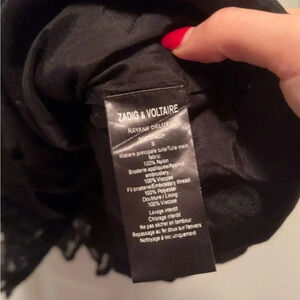 ZADIG & VOLTAIRE
RAYANE DELUXE
S
Matière principale tulle/Tulle main
fabric:
100% Nylon
Broderie appliquée/Applied
embroidery
100% Viscose
Fil broderie/Embroidery thread
100% Polyester
Doublure / Lining :
100% Viscose
Lavage interdit
Chlorage interdit
Ne pas sécher en tambour
Repassage au fer doux sur l'envers
Nettoyage à sec uniquement